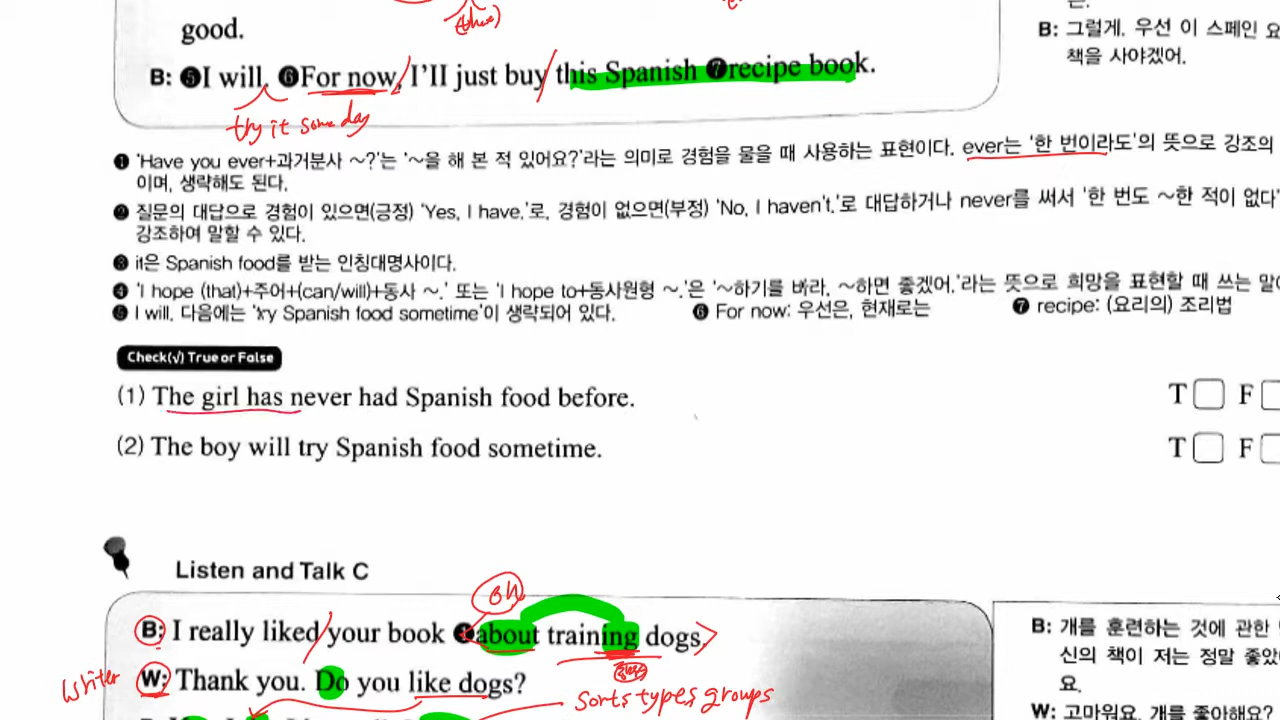 (have)
good.
은.
B: 그렇게. 우선 이 스페인 요
책을 사야겠어.
B: ❺I will. ❻For now, I'll just buy this Spanish ❼recipe book.
try it some day
❶ 'Have you ever+과거분사 ～?'는 '～을 해 본 적 있어요?'라는 의미로 경험을 물을 때 사용하는 표현이다. ever는 '한 번이라도'의 뜻으로 강조의
이며, 생략해도 된다.
❷ 질문의 대답으로 경험이 있으면(긍정) 'Yes, I have.'로, 경험이 없으면(부정) 'No, I haven't.'로 대답하거나 never를 써서 '한 번도 ～한 적이 없다'
강조하여 말할 수 있다.
❸ it은 Spanish food를 받는 인칭대명사이다.
❹ 'I hope (that)+주어+(can/will)+동사 ～.' 또는 'I hope to+동사원형 ～.'은 '～하기를 바라, ～하면 좋겠어.'라는 뜻으로 희망을 표현할 때 쓰는 말이
❺ I will. 다음에는 'try Spanish food sometime'이 생략되어 있다. ❻ For now: 우선은, 현재로는 ❼ recipe: (요리의) 조리법
Check(√) True or False
(1) The girl has never had Spanish food before. T F
(2) The boy will try Spanish food sometime. T F
Listen and Talk C
on
B: I really liked your book ❶about training dogs.
B: 개를 훈련하는 것에 관한
신의 책이 저는 정말 좋았
요.
Writer
W: Thank you. Do you like dogs?
sorts types groups
W: 고마워요. 개를 좋아해요?